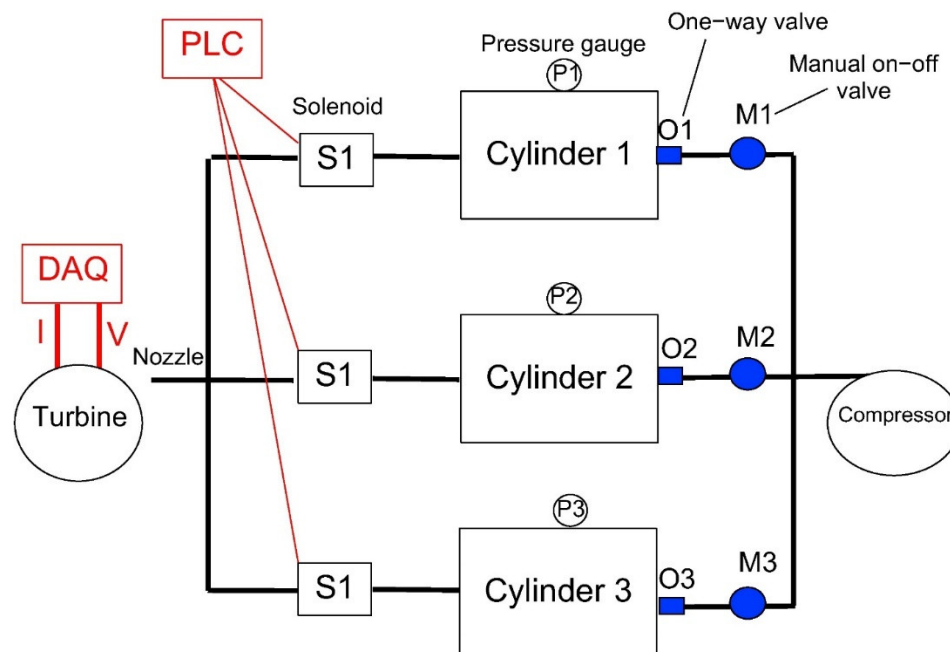 PLC
Pressure gauge
One-way valve
Manual on-off
valve
P1
Solenoid
O1
M1
S1
Cylinder 1
DAQ
I
V
P2
Nozzle
O2
M2
S1
Cylinder 2
Turbine
Compressor
P3
O3
M3
S1
Cylinder 3